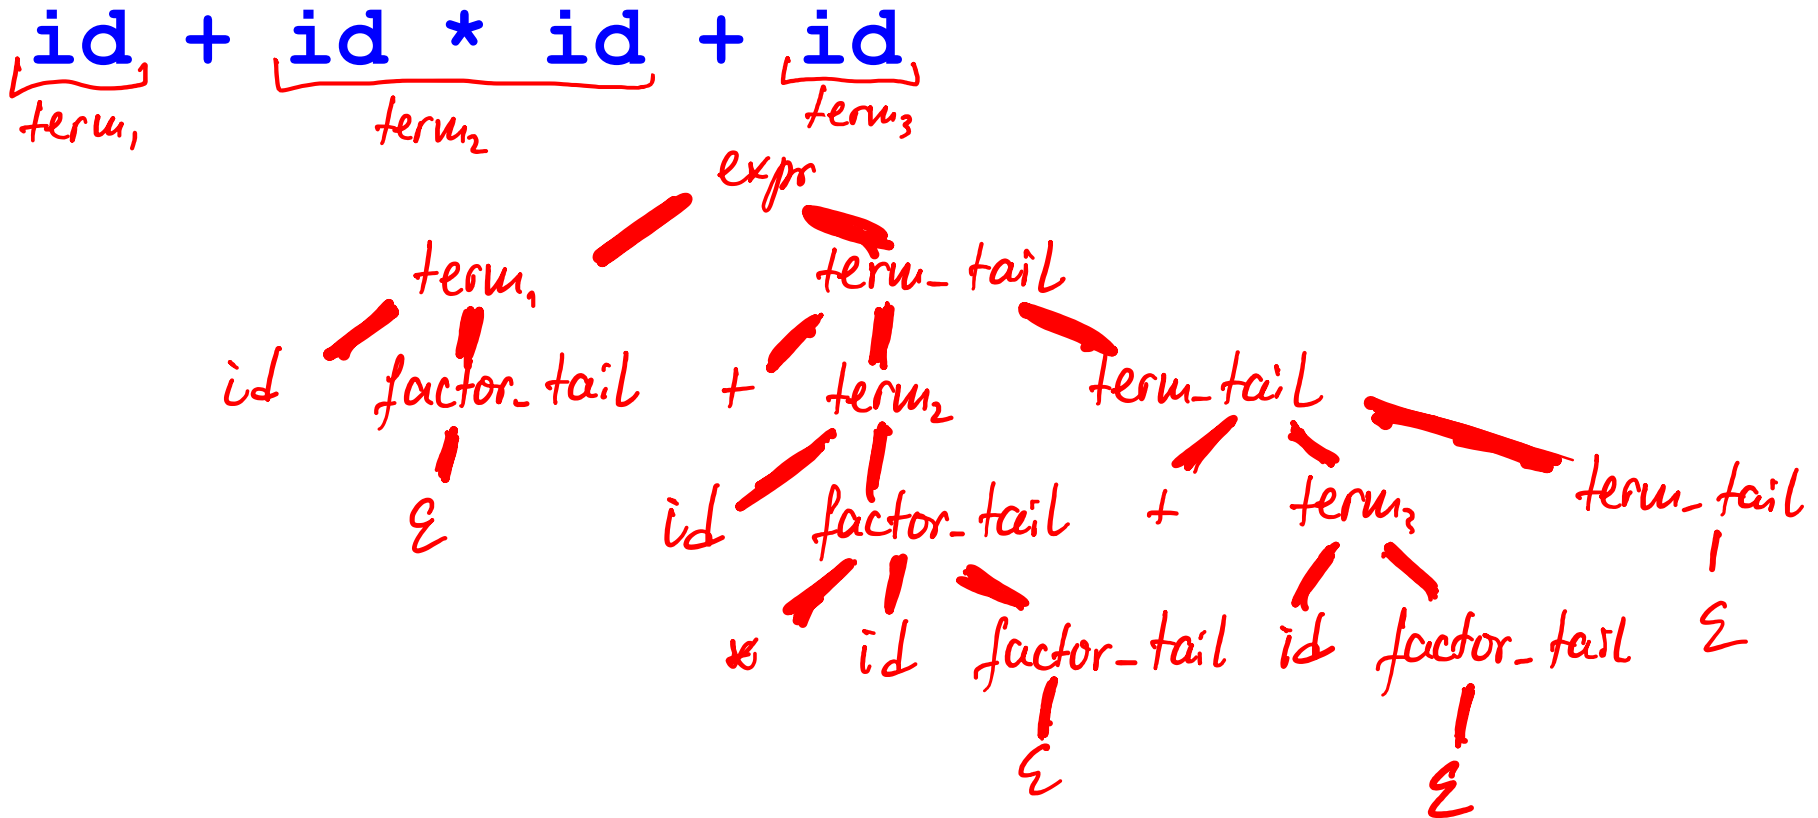 id + id * id + id
term₁ term₂ term₃
expr
term₁ term_tail
id factor_tail + term₂ term_tail
ε id factor_tail + term₃ term_tail
* id factor_tail id factor_tail ε
ε ε